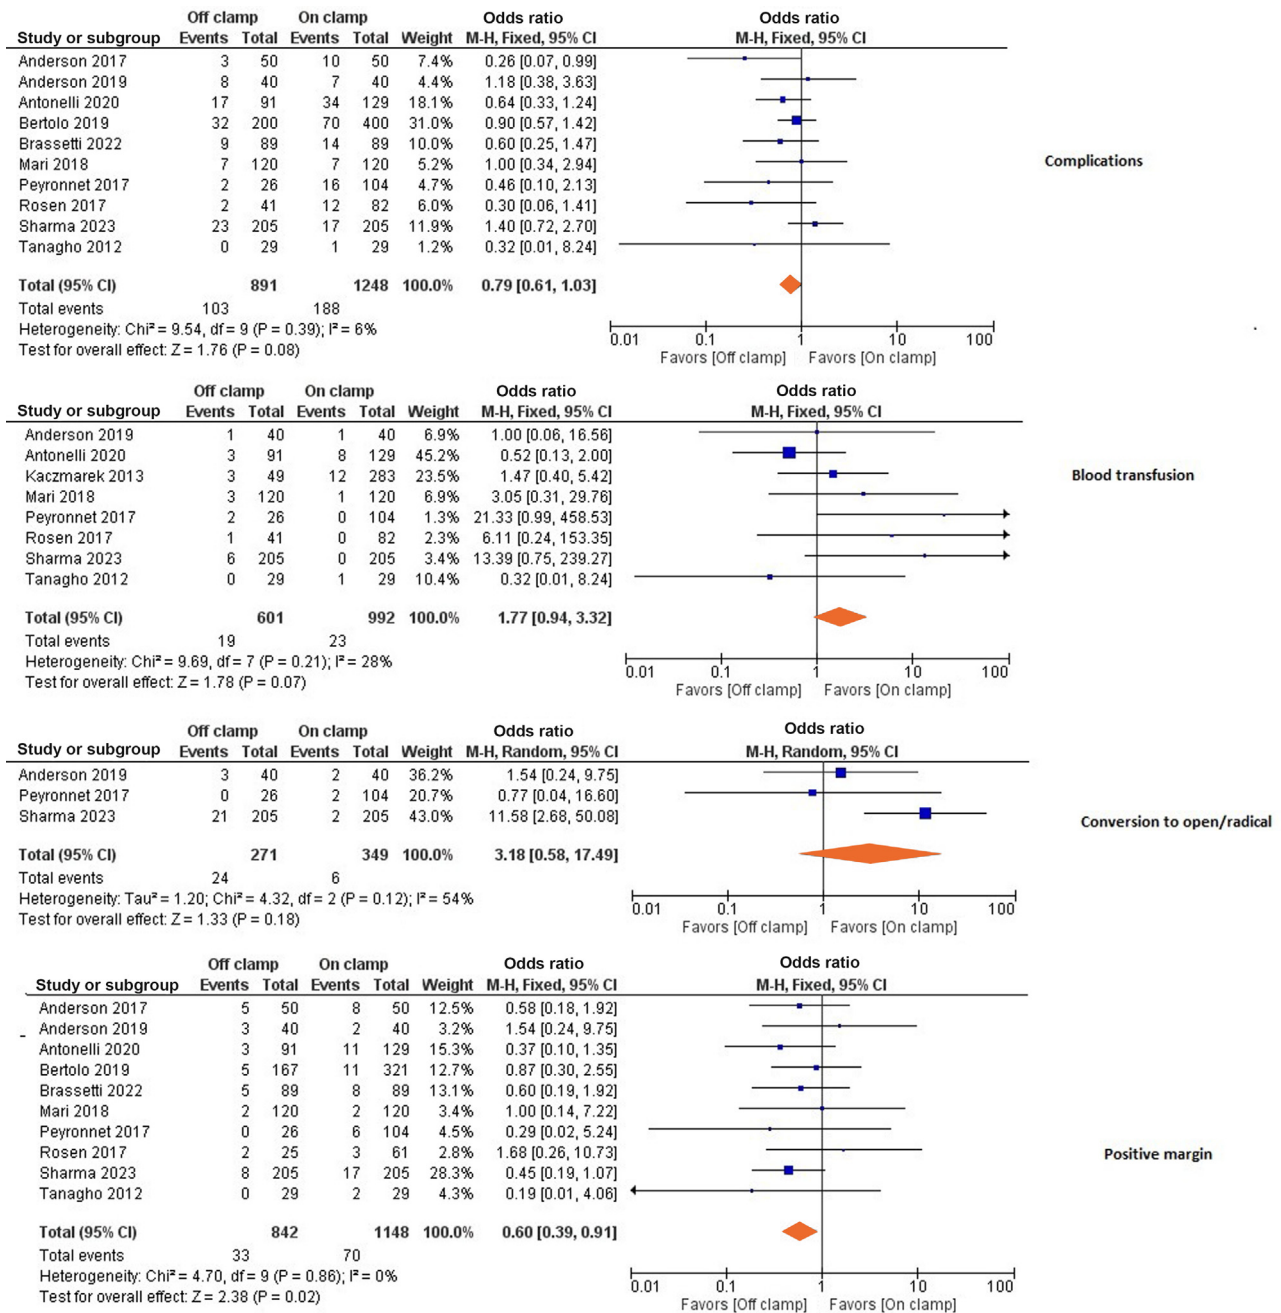 Off clamp On clamp Odds ratio Odds ratio
Study or subgroup Events Total Events Total Weight M-H, Fixed, 95% CI M-H, Fixed, 95% CI
Anderson 2017 3 50 10 50 7.4% 0.26 [0.07, 0.99]
Anderson 2019 8 40 7 40 4.4% 1.18 [0.38, 3.63]
Antonelli 2020 17 91 34 129 18.1% 0.64 [0.33, 1.24]
Bertolo 2019 32 200 70 400 31.0% 0.90 [0.57, 1.42]
Brassetti 2022 9 89 14 89 10.0% 0.60 [0.25, 1.47]
Mari 2018 7 120 7 120 5.2% 1.00 [0.34, 2.94]
Complications
Peyronnet 2017 2 26 16 104 4.7% 0.46 [0.10, 2.13]
Rosen 2017 2 41 12 82 6.0% 0.30 [0.06, 1.41]
Sharma 2023 23 205 17 205 11.9% 1.40 [0.72, 2.70]
Tanagho 2012 0 29 1 29 1.2% 0.32 [0.01, 8.24]
Total (95% CI) 891 1248 100.0% 0.79 [0.61, 1.03]
Total events 103 188
Heterogeneity: Chi² = 9.54, df = 9 (P = 0.39); I² = 6%
Test for overall effect: Z = 1.76 (P = 0.08)
0.01 0.1 1 10 100
Favors [Off clamp] Favors [On clamp]
Off clamp On clamp Odds ratio Odds ratio
Study or subgroup Events Total Events Total Weight M-H, Fixed, 95% CI M-H, Fixed, 95% CI
Anderson 2019 1 40 1 40 6.9% 1.00 [0.06, 16.56]
Antonelli 2020 3 91 8 129 45.2% 0.52 [0.13, 2.00]
Kaczmarek 2013 3 49 12 283 23.5% 1.47 [0.40, 5.42]
Blood transfusion
Mari 2018 3 120 1 120 6.9% 3.05 [0.31, 29.76]
Peyronnet 2017 2 26 0 104 1.3% 21.33 [0.99, 458.53]
Rosen 2017 1 41 0 82 2.4% 6.11 [0.24, 153.35]
Sharma 2023 6 205 0 205 3.4% 13.39 [0.75, 239.27]
Tanagho 2012 0 29 1 29 10.4% 0.32 [0.01, 8.24]
Total (95% CI) 601 992 100.0% 1.77 [0.94, 3.32]
Total events 19 23
Heterogeneity: Chi² = 9.69, df = 7 (P = 0.21); I² = 28%
Test for overall effect: Z = 1.78 (P = 0.07)
0.01 0.1 1 10 100
Favors [Off clamp] Favors [On clamp]
Off clamp On clamp Odds ratio Odds ratio
Study or subgroup Events Total Events Total Weight M-H, Random, 95% CI M-H, Random, 95% CI
Anderson 2019 3 40 2 40 36.2% 1.54 [0.24, 9.75]
Peyronnet 2017 0 26 2 104 20.7% 0.77 [0.04, 16.60]
Sharma 2023 21 205 2 205 43.0% 11.58 [2.68, 50.08]
Conversion to open/radical
Total (95% CI) 271 349 100.0% 3.18 [0.58, 17.49]
Total events 24 6
Heterogeneity: Tau² = 1.20; Chi² = 4.32, df = 2 (P = 0.12); I² = 54%
Test for overall effect: Z = 1.33 (P = 0.18)
0.01 0.1 1 10 100
Favors [Off clamp] Favors [On clamp]
Off clamp On clamp Odds ratio Odds ratio
Study or subgroup Events Total Events Total Weight M-H, Fixed, 95% CI M-H, Fixed, 95% CI
Anderson 2017 5 50 8 50 12.5% 0.58 [0.18, 1.92]
Anderson 2019 3 40 2 40 3.2% 1.54 [0.24, 9.75]
Antonelli 2020 3 91 11 129 15.3% 0.37 [0.10, 1.35]
Bertolo 2019 5 167 11 321 12.7% 0.87 [0.30, 2.55]
Brassetti 2022 5 89 8 89 13.1% 0.60 [0.19, 1.92]
Mari 2018 2 120 2 120 3.4% 1.00 [0.14, 7.22]
Peyronnet 2017 0 26 6 104 4.5% 0.29 [0.02, 5.24]
Rosen 2017 2 25 3 61 2.8% 1.68 [0.26, 10.73]
Positive margin
Sharma 2023 8 205 17 205 28.3% 0.45 [0.19, 1.07]
Tanagho 2012 0 29 2 29 4.3% 0.19 [0.01, 4.06]
Total (95% CI) 842 1148 100.0% 0.60 [0.39, 0.91]
Total events 33 70
Heterogeneity: Chi² = 4.70, df = 9 (P = 0.86); I² = 0%
Test for overall effect: Z = 2.38 (P = 0.02)
0.01 0.1 1 10 100
Favors [Off clamp] Favors [On clamp]